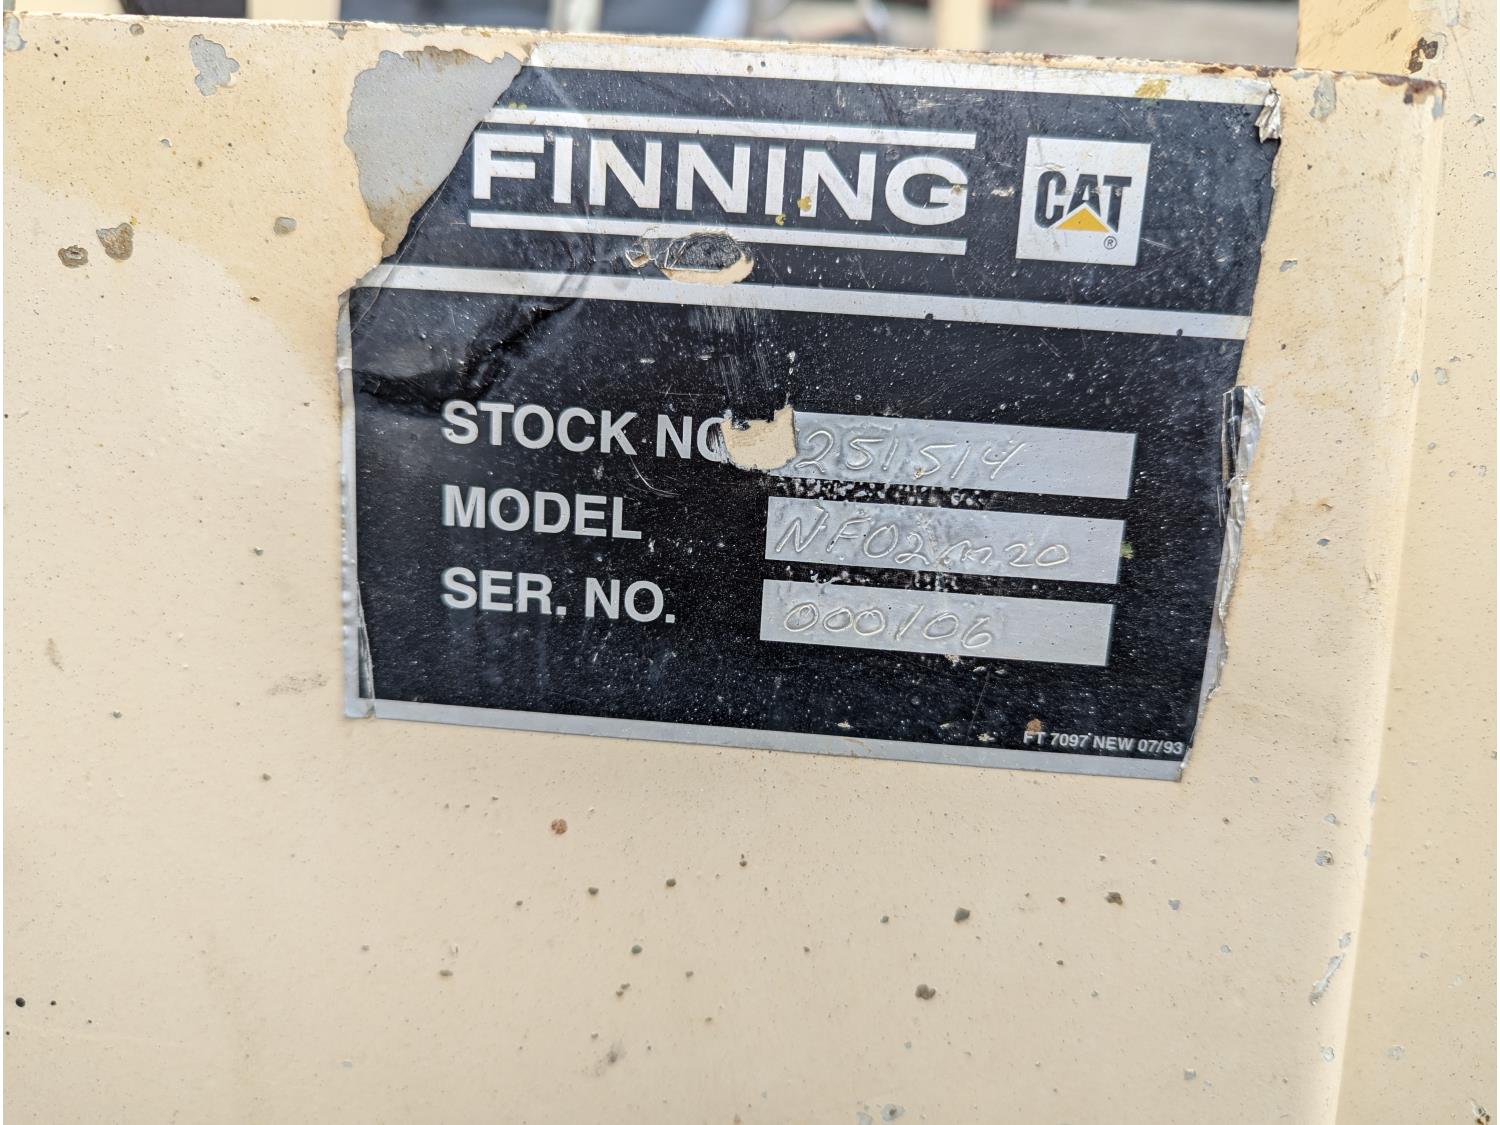 FINNING
CAT ®
STOCK NO 251514
MODEL NF02M20
SER. NO. 000106
FT 7097 NEW 07/93